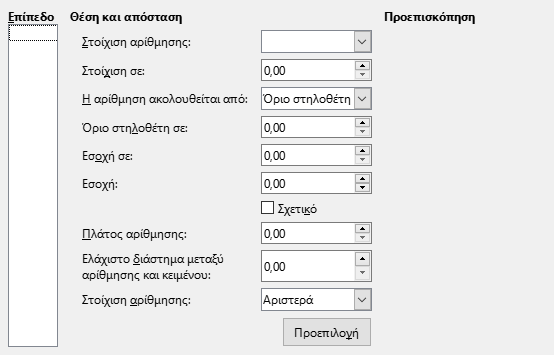 Επίπεδο Θέση και απόσταση Προεπισκόπηση
Στοίχιση αρίθμησης:
Στοίχιση σε: 0,00
Η αρίθμηση ακολουθείται από: Όριο στηλοθέτη
Όριο στηλοθέτη σε: 0,00
Εσοχή σε: 0,00
Εσοχή: 0,00
Σχετικό
Πλάτος αρίθμησης: 0,00
Ελάχιστο διάστημα μεταξύ
αρίθμησης και κειμένου: 0,00
Στοίχιση αρίθμησης: Αριστερά
Προεπιλογή